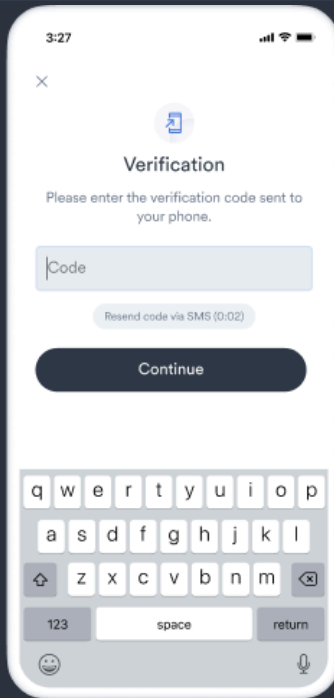 3:27
Verification
Please enter the verification code sent to
your phone.
Code
Resend code via SMS (0:02)
Continue
q w e r t y u i o p
a s d f g h j k l
z x c v b n m
123 space return